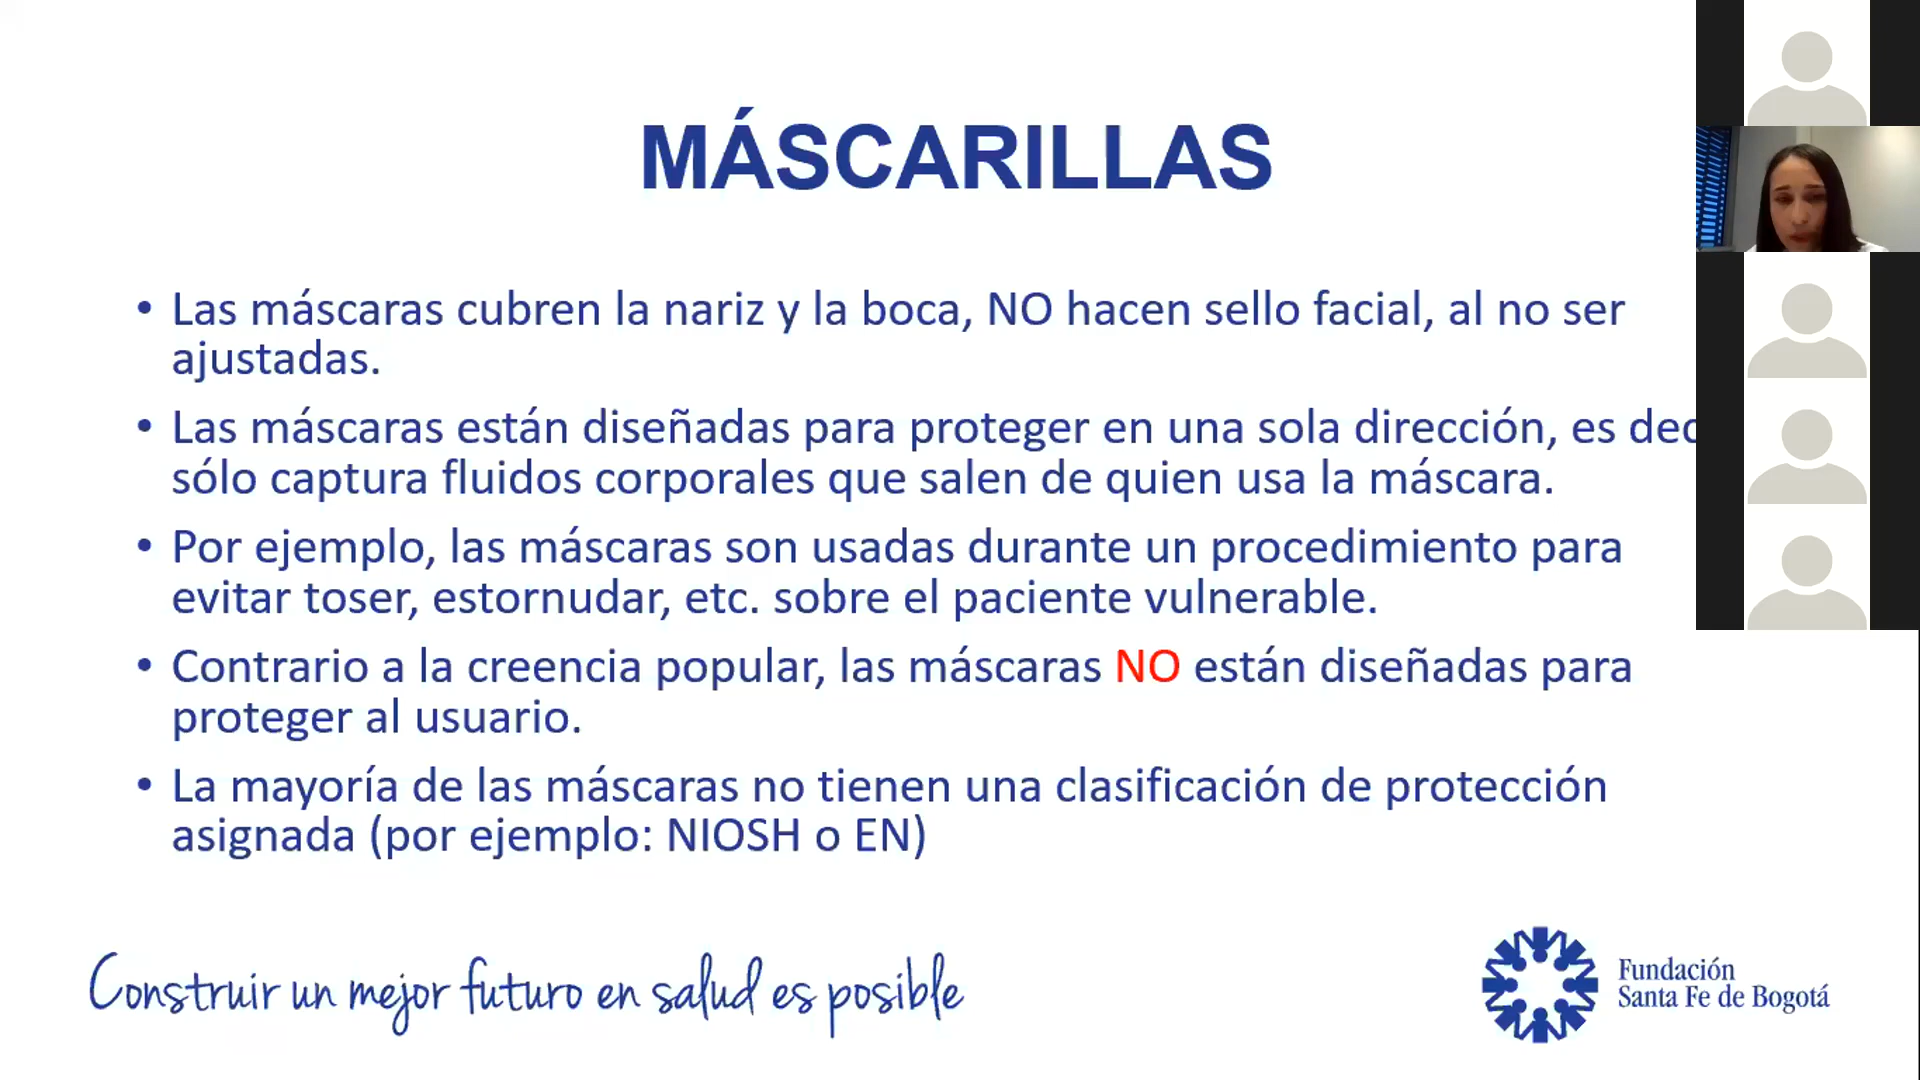 MÁSCARILLAS
• Las máscaras cubren la nariz y la boca, NO hacen sello facial, al no ser
ajustadas.
• Las máscaras están diseñadas para proteger en una sola dirección, es
sólo captura fluidos corporales que salen de quien usa la máscara.
• Por ejemplo, las máscaras son usadas durante un procedimiento para
evitar toser, estornudar, etc. sobre el paciente vulnerable.
• Contrario a la creencia popular, las máscaras NO están diseñadas para
proteger al usuario.
• La mayoría de las máscaras no tienen una clasificación de protección
asignada (por ejemplo: NIOSH o EN)
Construir un mejor futuro en salud es posible
Fundación
Santa Fe de Bogotá